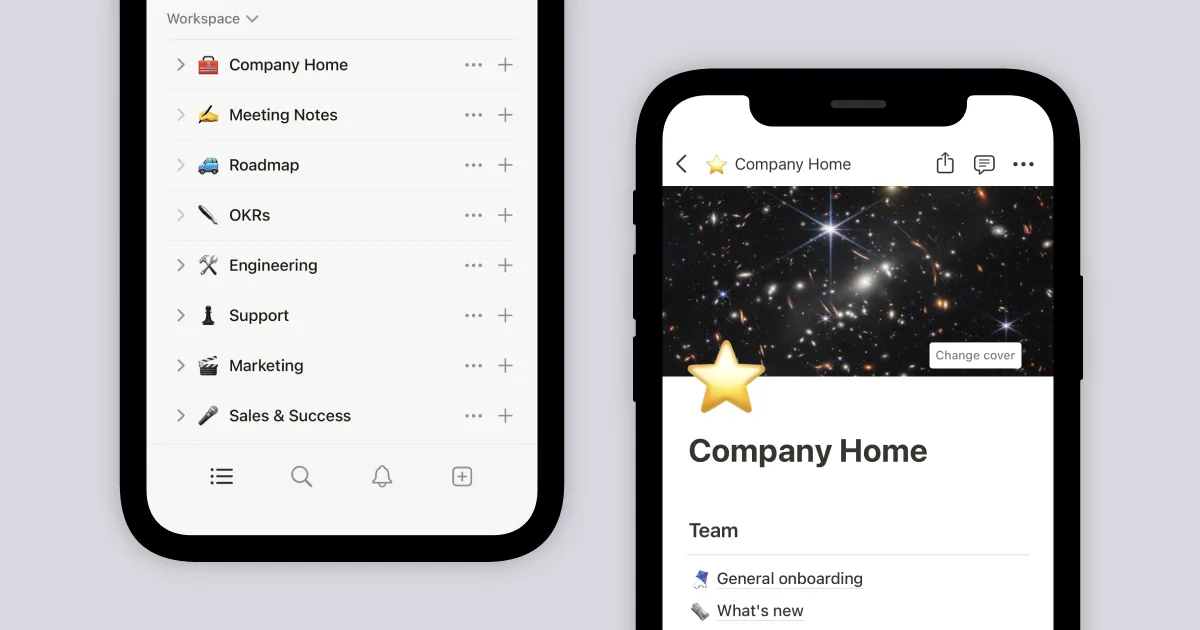 Workspace
Company Home
Meeting Notes
Roadmap
OKRs
Engineering
Support
Marketing
Sales & Success
Company Home
Change cover
Company Home
Team
General onboarding
What's new